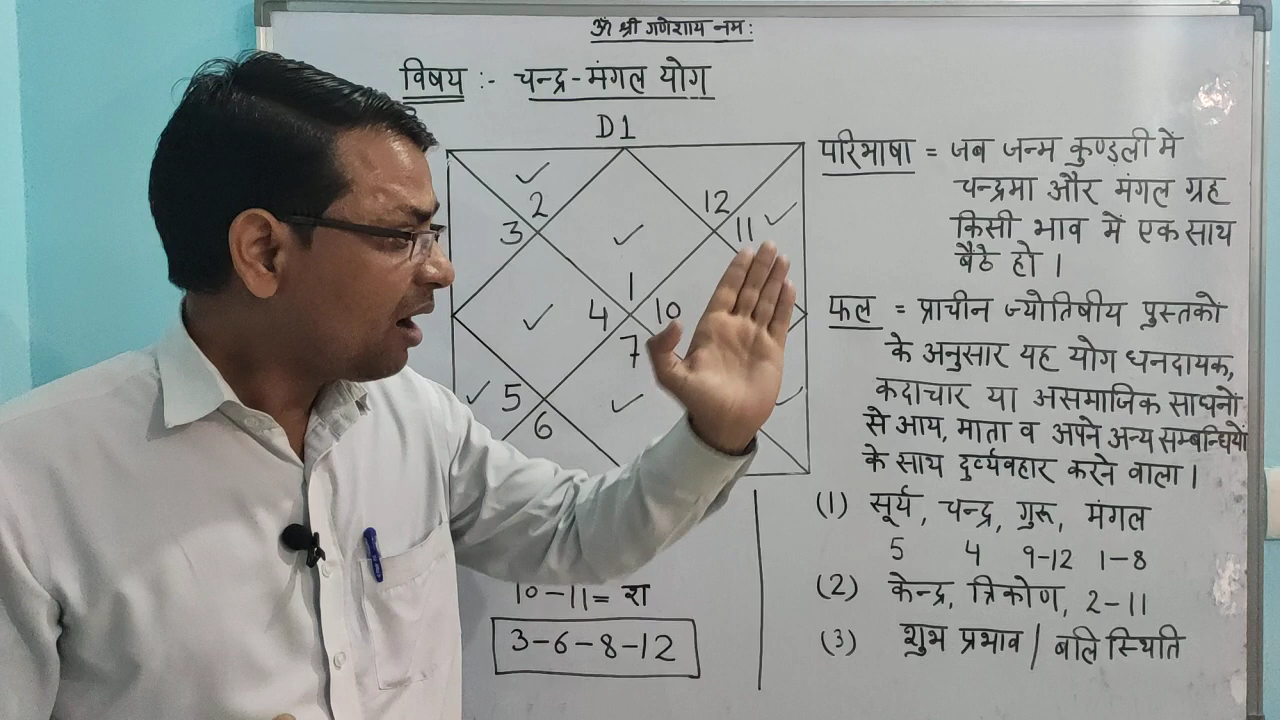 ॐ श्री गणेशाय नमः
विषय :- चन्द्र-मंगल योग
D1
2
3
12
11
1
4
10
7
5
6
परिभाषा = जब जन्म कुण्डली में
चन्द्रमा और मंगल ग्रह
किसी भाव में एक साथ
बैठे हो ।
फल = प्राचीन ज्योतिषीय पुस्तको
के अनुसार यह योग धनदायक,
कदाचार या असमाजिक साधनो
से आय, माता व अपने अन्य सम्बन्धियों
के साथ दुर्व्यवहार करने वाला ।
(1) सूर्य, चन्द्र, गुरू, मंगल
5 4 9-12 1-8
(2) केन्द्र, त्रिकोण, 2-11
(3) शुभ प्रभाव / बलि स्थिति
10-11= श
3-6-8-12